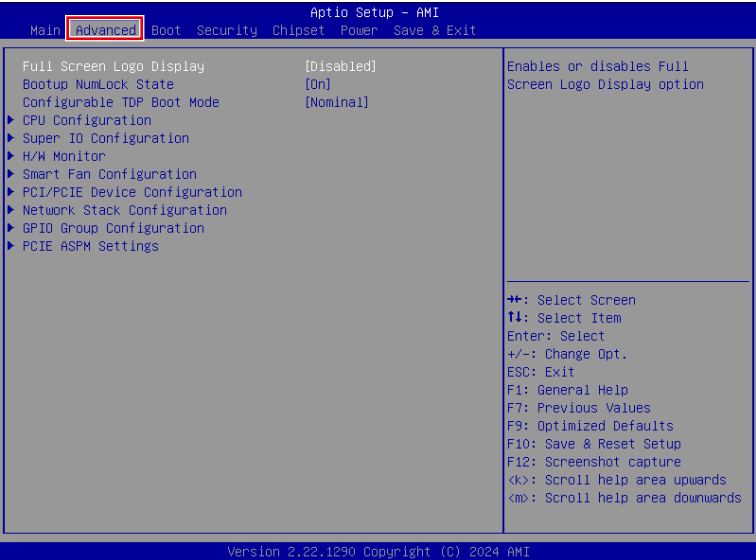 Aptio Setup – AMI
Main Advanced Boot Security Chipset Power Save & Exit
Full Screen Logo Display [Disabled]
Bootup NumLock State [On]
Configurable TDP Boot Mode [Nominal]
CPU Configuration
Super IO Configuration
H/W Monitor
Smart Fan Configuration
PCI/PCIE Device Configuration
Network Stack Configuration
GPIO Group Configuration
PCIE ASPM Settings
Enables or disables Full
Screen Logo Display option
→←: Select Screen
↑↓: Select Item
Enter: Select
+/-: Change Opt.
ESC: Exit
F1: General Help
F7: Previous Values
F9: Optimized Defaults
F10: Save & Reset Setup
F12: Screenshot capture
<k>: Scroll help area upwards
<m>: Scroll help area downwards
Version 2.22.1290 Copyright (C) 2024 AMI